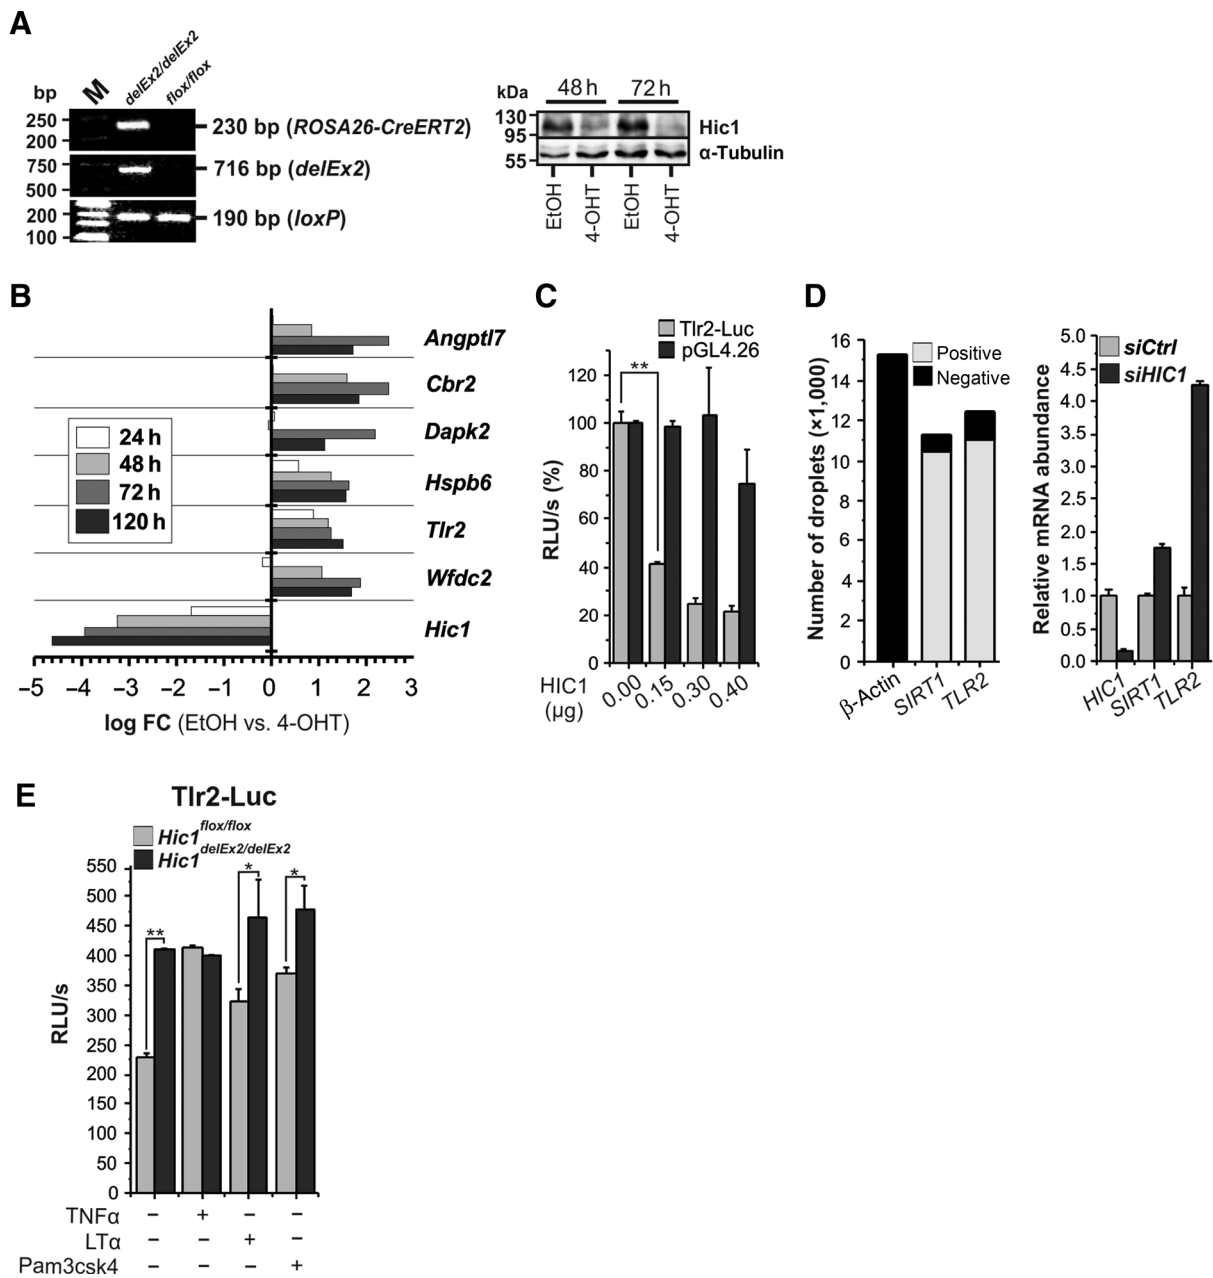 A
bp
M
delEx2/delEx2
flox/flox
250
200
230 bp (ROSA26-CreERT2)
750
500
716 bp (delEx2)
200
100
190 bp (loxP)
kDa
48 h
72 h
130
95
55
Hic1
α-Tubulin
EtOH
4-OHT
EtOH
4-OHT
B
24 h
48 h
72 h
120 h
Angptl7
Cbr2
Dapk2
Hspb6
Tlr2
Wfdc2
Hic1
−5 −4 −3 −2 −1 0 1 2 3
log FC (EtOH vs. 4-OHT)
C
Tlr2-Luc
pGL4.26
**
RLU/s (%)
120
100
80
60
40
20
0
HIC1
(µg)
0.00
0.15
0.30
0.40
D
Number of droplets (×1,000)
16
14
12
10
8
6
4
2
0
Positive
Negative
β-Actin
SIRT1
TLR2
Relative mRNA abundance
5.0
4.5
4.0
3.5
3.0
2.5
2.0
1.5
1.0
0.5
0.0
siCtrl
siHIC1
HIC1
SIRT1
TLR2
E
Tlr2-Luc
Hic1flox/flox
Hic1delEx2/delEx2
RLU/s
550
500
450
400
350
300
250
200
150
100
50
0
**
*
*
TNFα − + − −
LTα − − + −
Pam3csk4 − − − +